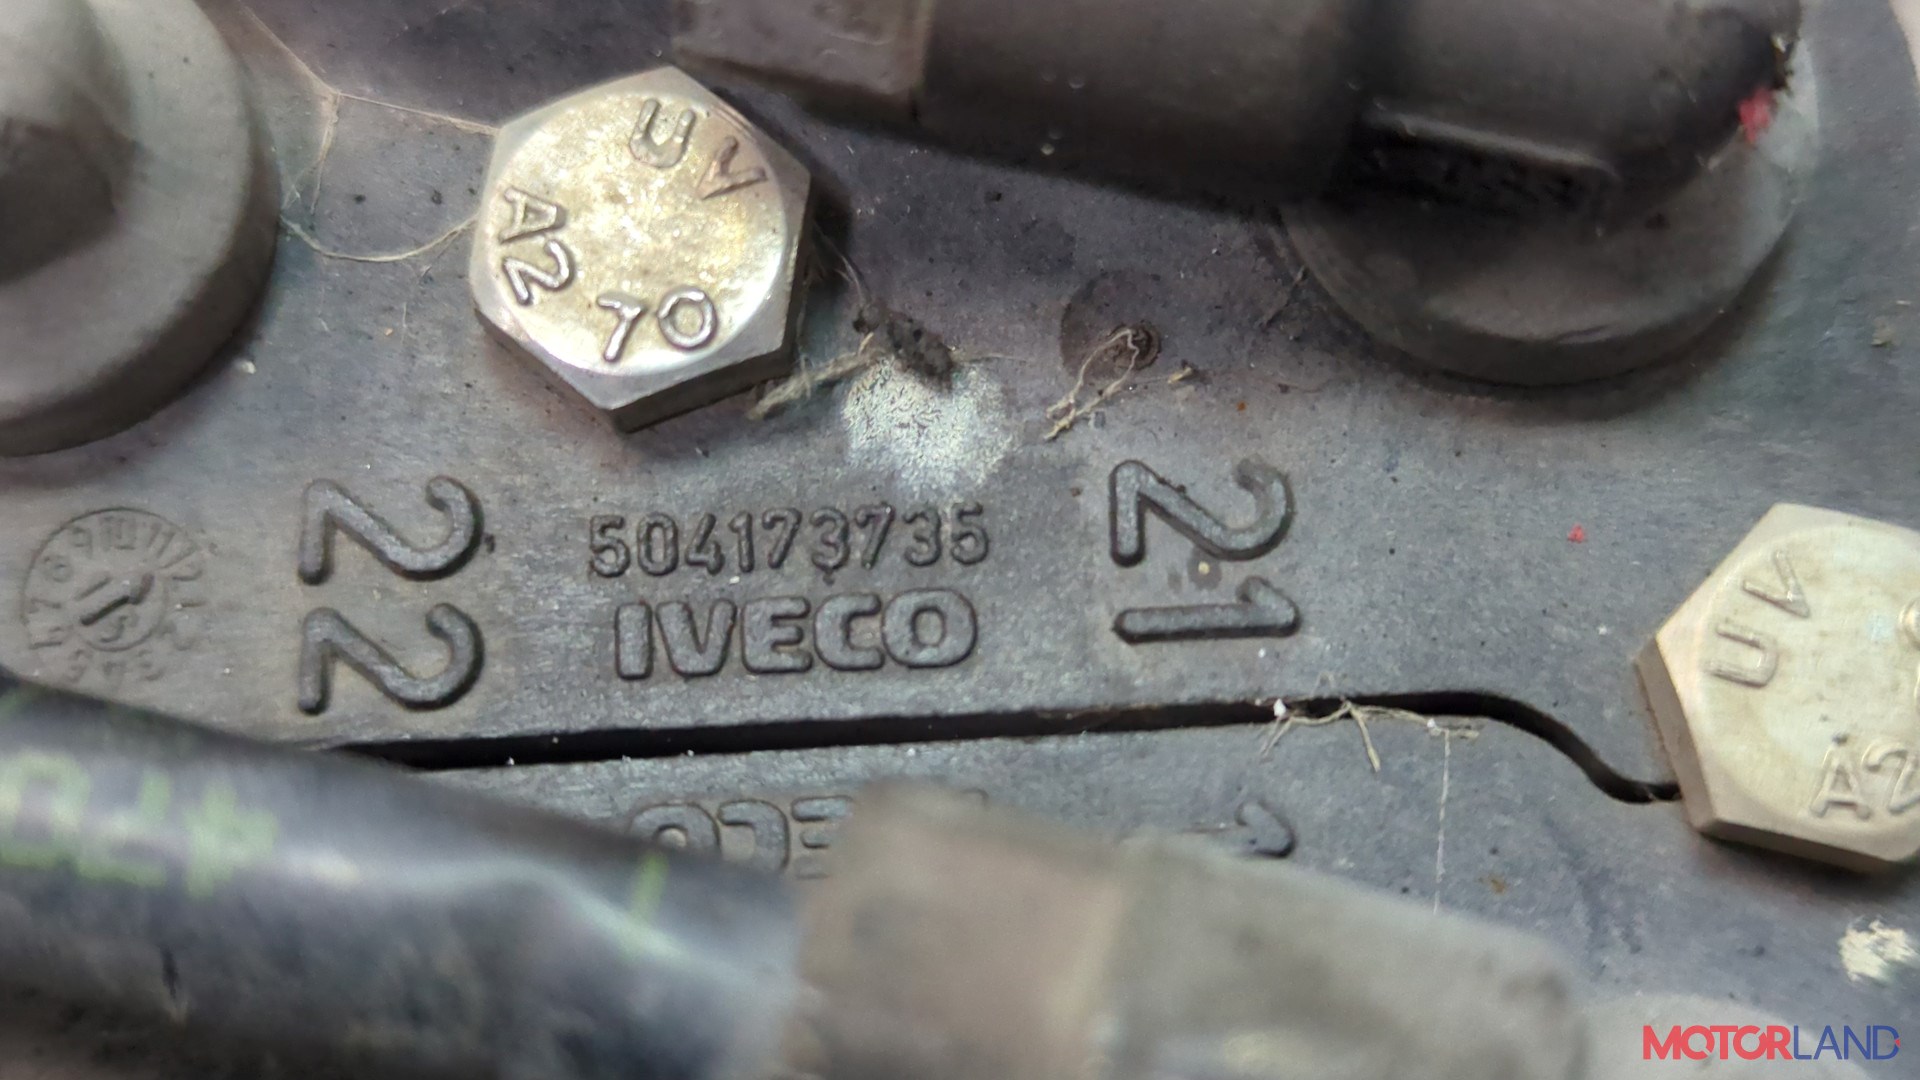 UV
A2 70
22
504173735
IVECO
21
UV
A2
MOTORLAND